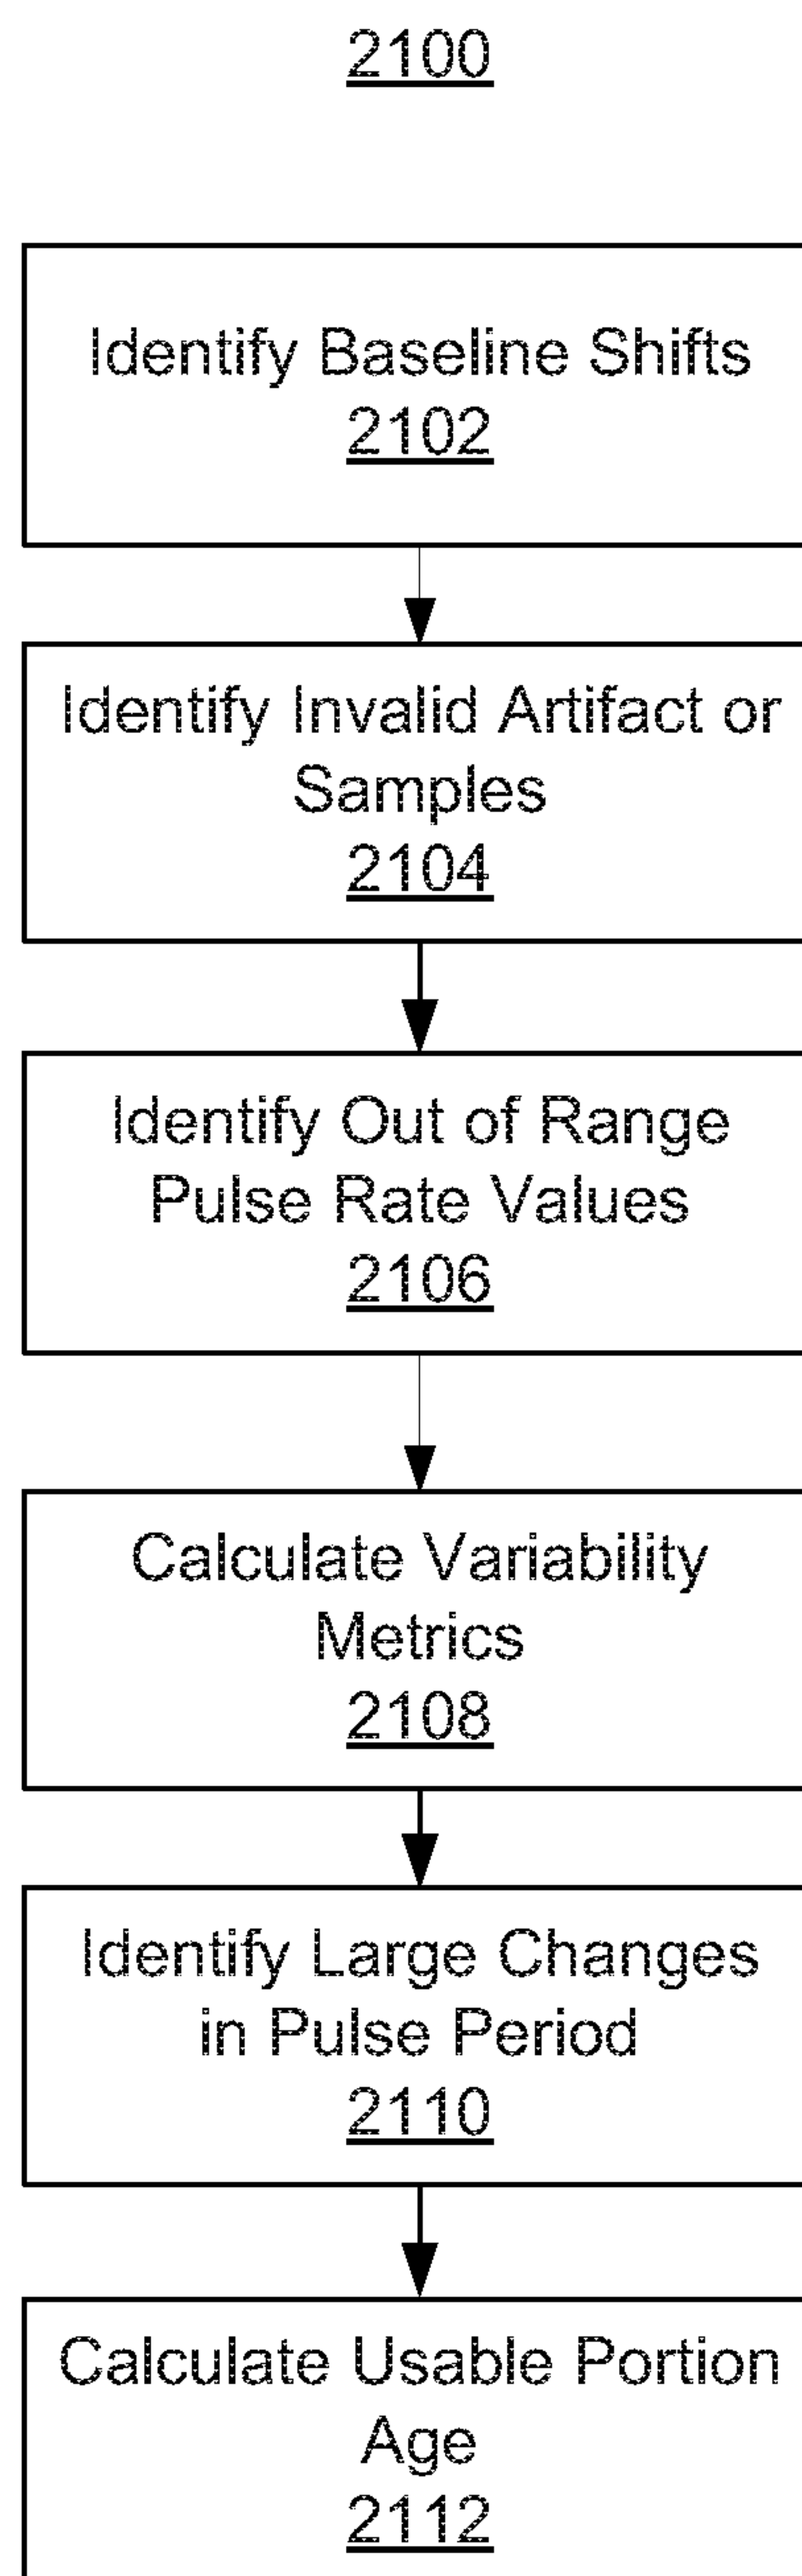 2100
Identify Baseline Shifts
2102
Identify Invalid Artifact or
Samples
2104
Identify Out of Range
Pulse Rate Values
2106
Calculate Variability
Metrics
2108
Identify Large Changes
in Pulse Period
2110
Calculate Usable Portion
Age
2112